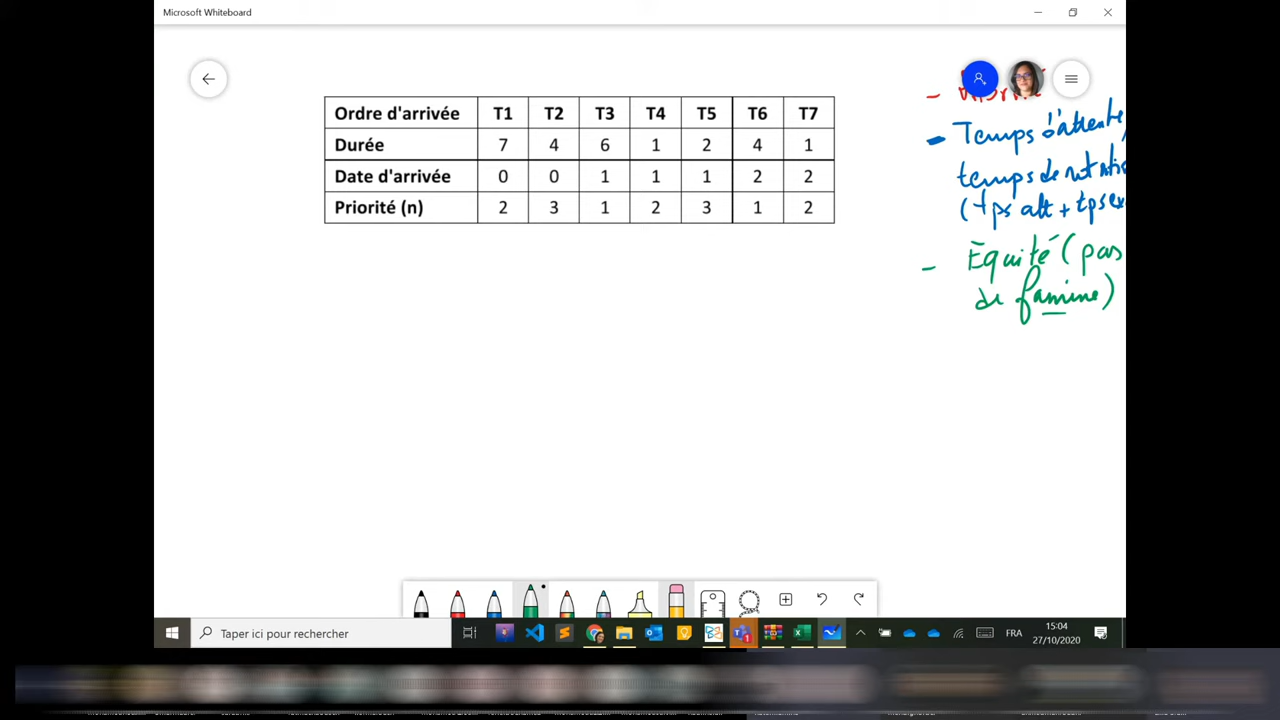 Microsoft Whiteboard
Ordre d'arrivée T1 T2 T3 T4 T5 T6 T7
Durée 7 4 6 1 2 4 1
Date d'arrivée 0 0 1 1 1 2 2
Priorité (n) 2 3 1 2 3 1 2
-
- Temps d'attente,
temps de
(tps att + tps ex
- Equité (pas
de famine)
Taper ici pour rechercher
FRA
15:04
27/10/2020